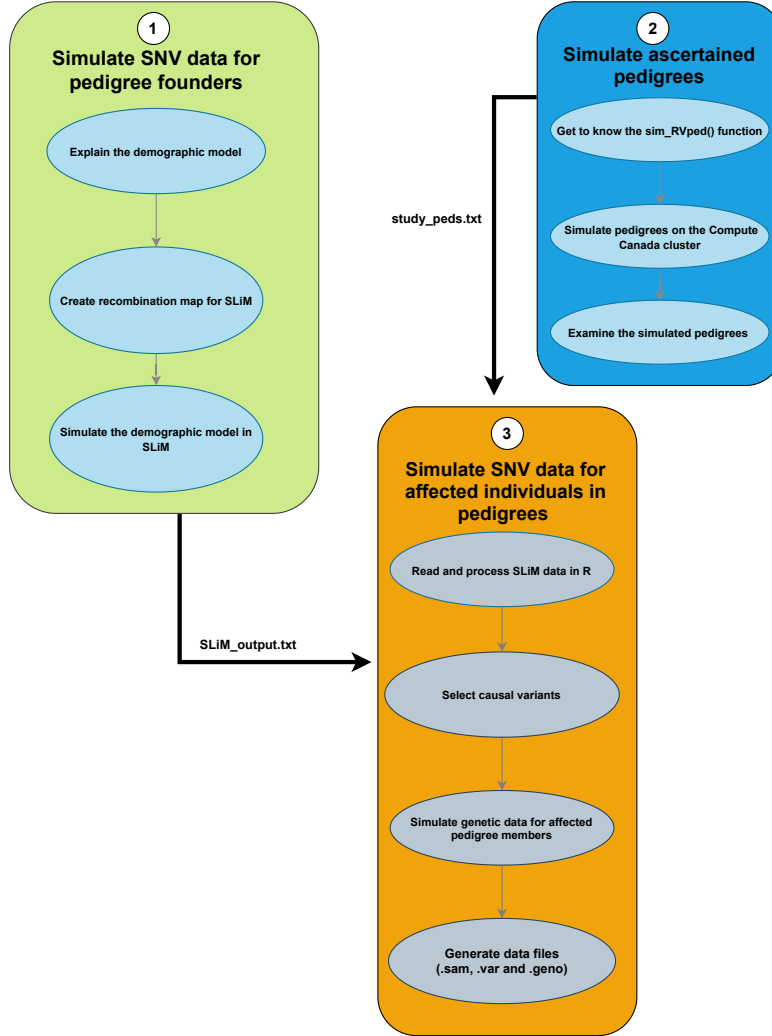 1
Simulate SNV data for
pedigree founders
Explain the demographic model
Create recombination map for SLiM
Simulate the demographic model in
SLiM
SLiM_output.txt
2
Simulate ascertained
pedigrees
Get to know the sim_RVped() function
Simulate pedigrees on the Compute
Canada cluster
Examine the simulated pedigrees
study_peds.txt
3
Simulate SNV data for
affected individuals in
pedigrees
Read and process SLiM data in R
Select causal variants
Simulate genetic data for affected
pedigree members
Generate data files
(.sam, .var and .geno)